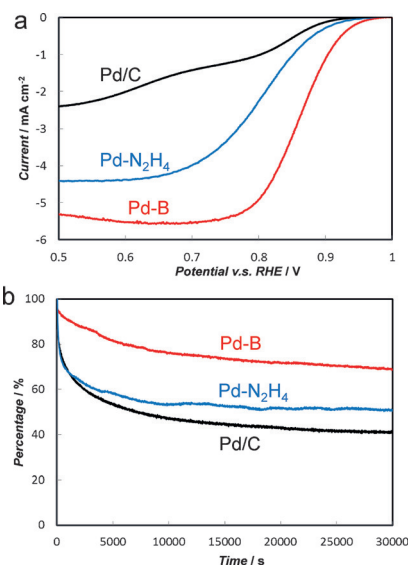 a
0
-1
-2
-3
-4
-5
-6
Current / mA cm⁻²
Pd/C
Pd-N₂H₄
Pd-B
0.5 0.6 0.7 0.8 0.9 1
Potential v.s. RHE / V
b
100
80
60
40
20
0
Percentage / %
Pd-B
Pd-N₂H₄
Pd/C
0 5000 10000 15000 20000 25000 30000
Time / s